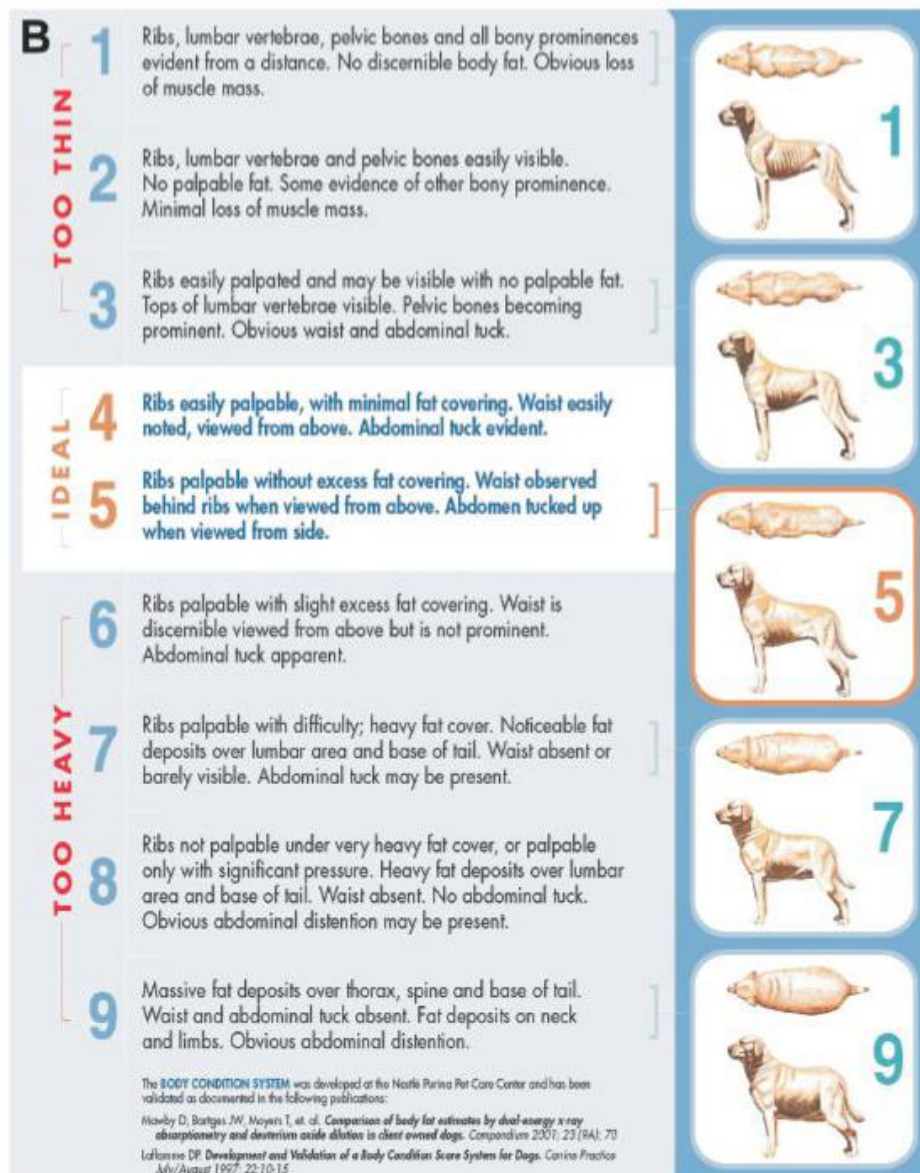 B
TOO THIN
1
Ribs, lumbar vertebrae, pelvic bones and all bony prominences
evident from a distance. No discernible body fat. Obvious loss
of muscle mass.
1
2
Ribs, lumbar vertebrae and pelvic bones easily visible.
No palpable fat. Some evidence of other bony prominence.
Minimal loss of muscle mass.
3
Ribs easily palpated and may be visible with no palpable fat.
Tops of lumbar vertebrae visible. Pelvic bones becoming
prominent. Obvious waist and abdominal tuck.
3
IDEAL
4
Ribs easily palpable, with minimal fat covering. Waist easily
noted, viewed from above. Abdominal tuck evident.
5
Ribs palpable without excess fat covering. Waist observed
behind ribs when viewed from above. Abdomen tucked up
when viewed from side.
5
TOO HEAVY
6
Ribs palpable with slight excess fat covering. Waist is
discernible viewed from above but is not prominent.
Abdominal tuck apparent.
7
Ribs palpable with difficulty; heavy fat cover. Noticeable fat
deposits over lumbar area and base of tail. Waist absent or
barely visible. Abdominal tuck may be present.
7
8
Ribs not palpable under very heavy fat cover, or palpable
only with significant pressure. Heavy fat deposits over lumbar
area and base of tail. Waist absent. No abdominal tuck.
Obvious abdominal distention may be present.
9
Massive fat deposits over thorax, spine and base of tail.
Waist and abdominal tuck absent. Fat deposits on neck
and limbs. Obvious abdominal distention.
9
The BODY CONDITION SYSTEM was developed at the Nestlé Purina Pet Care Center and has been
validated as documented in the following publications:
Mawby D, Bartges JW, Moyers T, et. al. Comparison of body fat estimates by dual-energy x-ray
absorptiometry and deuterium oxide dilution in client owned dogs. Compendium 2001; 23 (9A): 70
Laflamme DP. Development and Validation of a Body Condition Score System for Dogs. Canine Practice
July/August 1997; 22:10-15